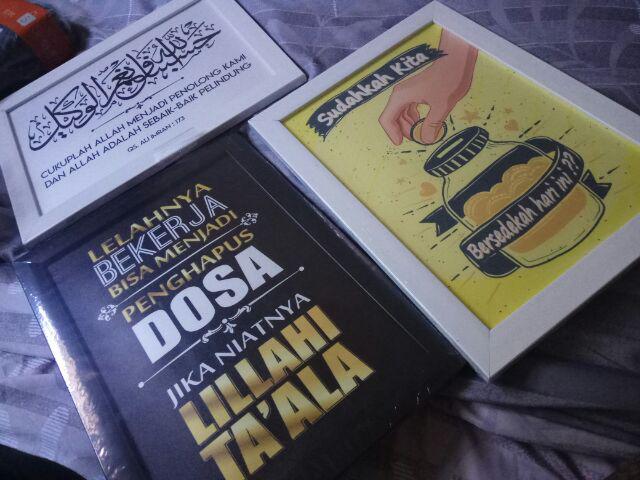 حسبنا الله ونعم الوكيل
CUKUPLAH ALLAH MENJADI PENOLONG KAMI
DAN ALLAH ADALAH SEBAIK-BAIK PELINDUNG
QS. ALI IMRAN : 173
Sudahkah Kita
Bersedekah hari ini ??
LELAHNYA
BEKERJA
BISA MENJADI
PENGHAPUS
DOSA
JIKA NIATNYA
LILLAHI
TA'ALA